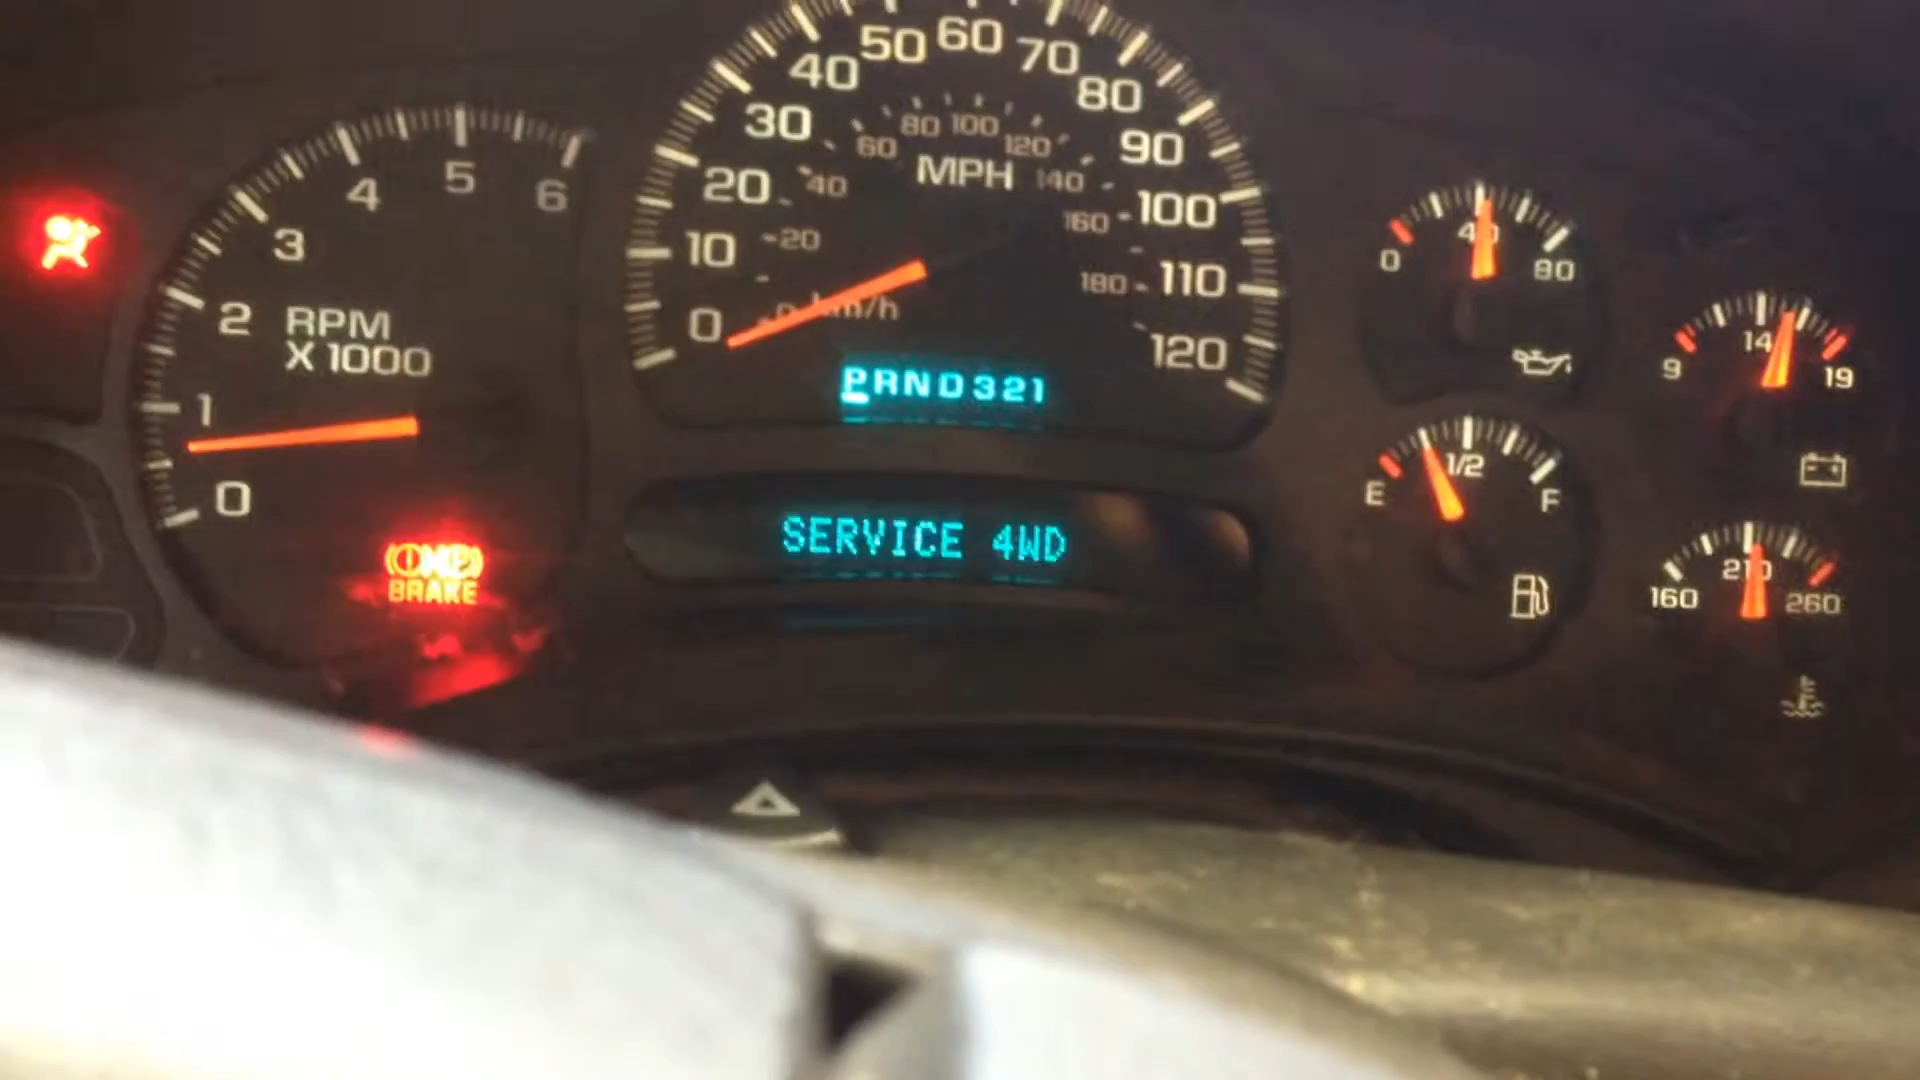 0 1 2 3 4 5 6
RPM
X 1000
BRAKE
0 10 20 30 40 50 60 70 80 90 100 110 120
MPH
20 40 60 80 100 120 140 160 180
km/h
PRND321
SERVICE 4WD
0 40 80
9 14 19
E 1/2 F
160 210 260